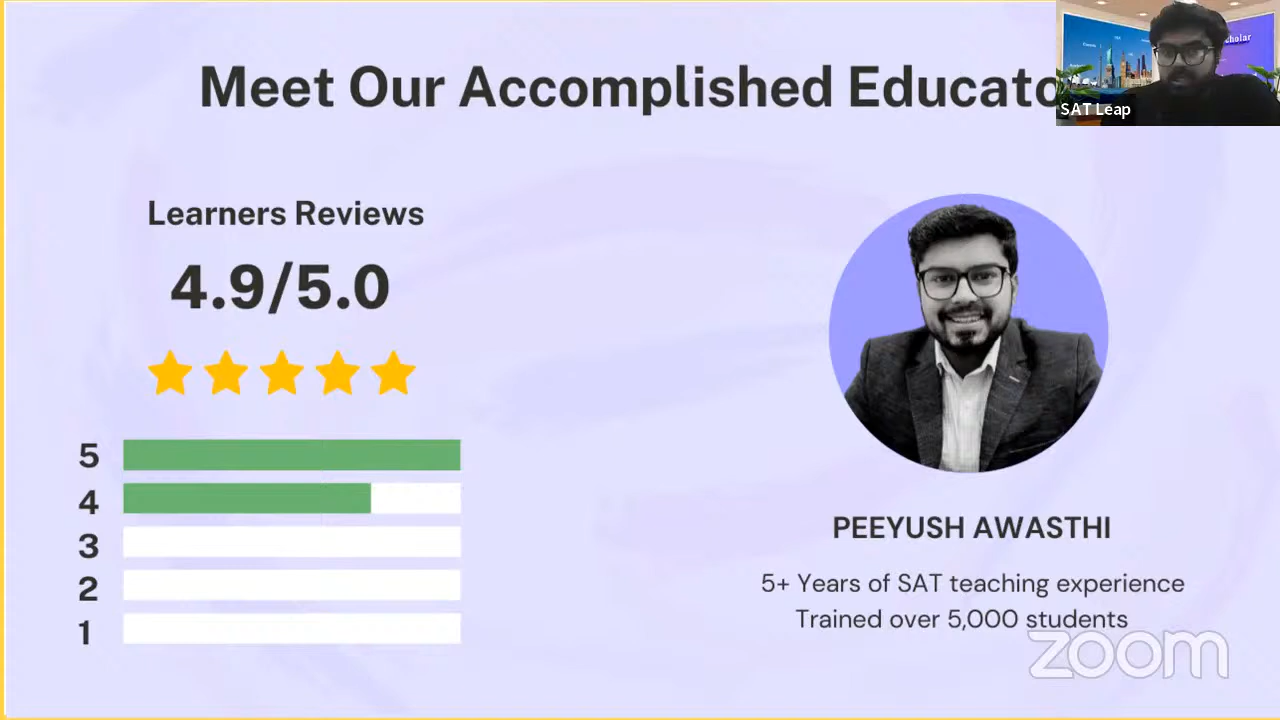 Meet Our Accomplished Educato
SAT Leap
Learners Reviews
4.9/5.0
5
4
3
2
1
PEEYUSH AWASTHI
5+ Years of SAT teaching experience
Trained over 5,000 students
zoom